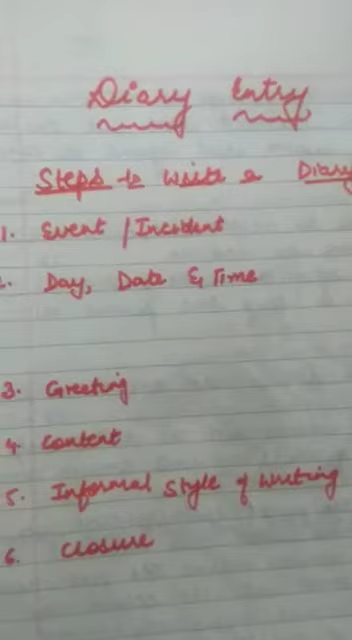 Diary Entry
Steps to write a Diary
1. Event / Incident
2. Day, Date & Time
3. Greeting
4. Content
5. Informal Style of Writing
6. Closure